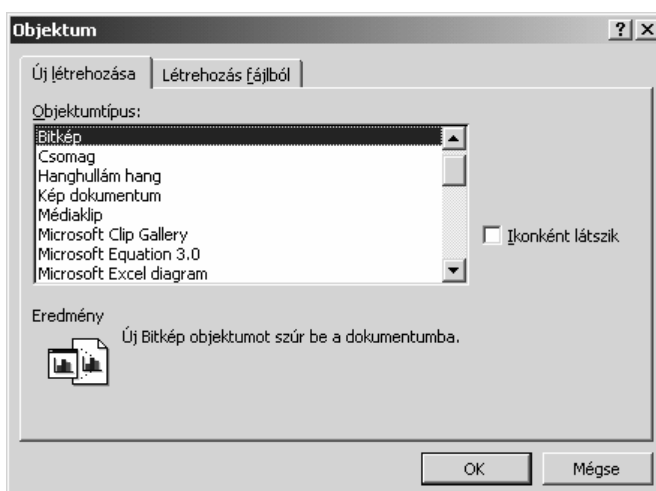 Objektum
Új létrehozása
Létrehozás fájlból
Objektumtípus:
Bitkép
Csomag
Hanghullám hang
Kép dokumentum
Médiaklip
Microsoft Clip Gallery
Microsoft Equation 3.0
Microsoft Excel diagram
Ikonként látszik
Eredmény
Új Bitkép objektumot szúr be a dokumentumba.
OK
Mégse